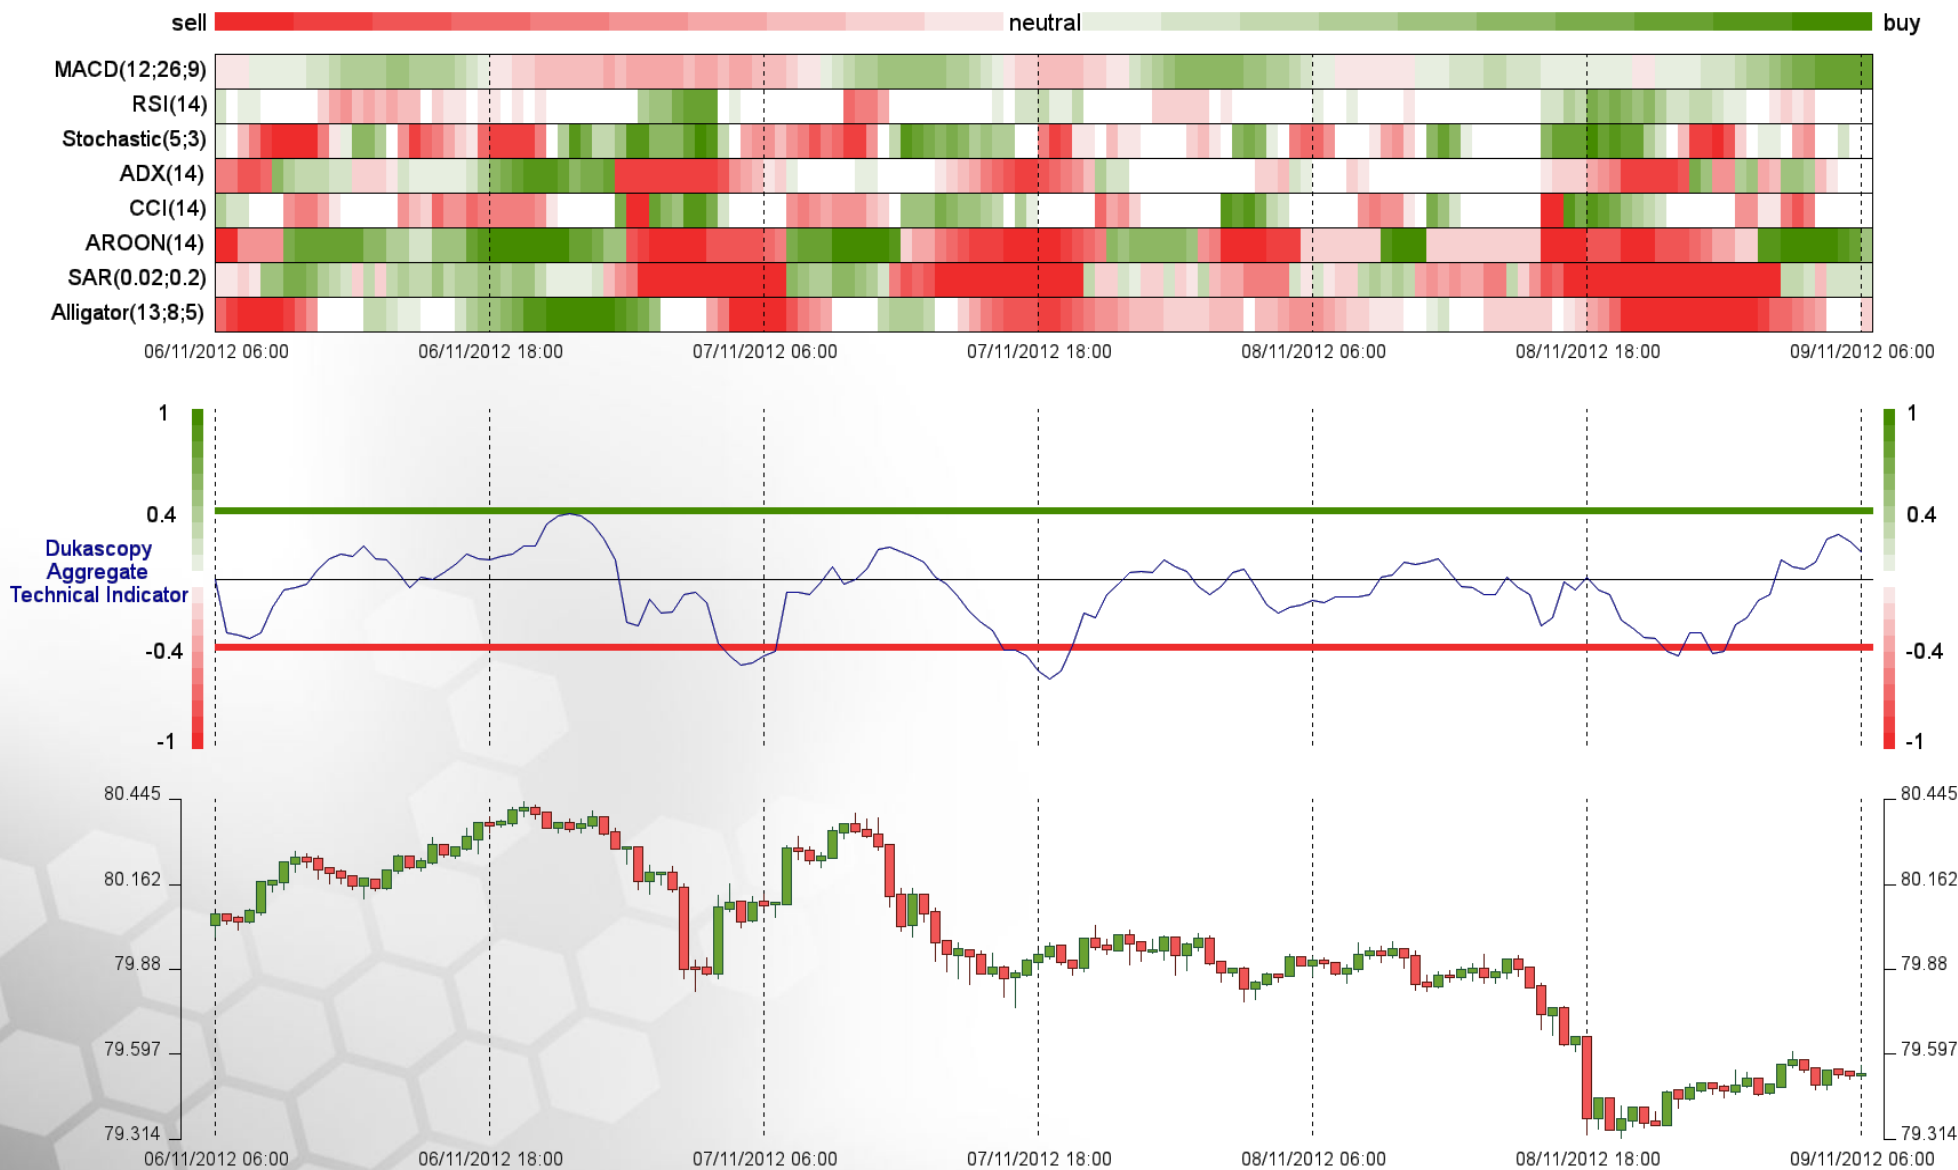 sell neutral buy
MACD(12;26;9)
RSI(14)
Stochastic(5;3)
ADX(14)
CCI(14)
AROON(14)
SAR(0.02;0.2)
Alligator(13;8;5)
06/11/2012 06:00 06/11/2012 18:00 07/11/2012 06:00 07/11/2012 18:00 08/11/2012 06:00 08/11/2012 18:00 09/11/2012 06:00
1 1
0.4 0.4
Dukascopy
Aggregate
Technical Indicator
-0.4 -0.4
-1 -1
80.445 80.445
80.162 80.162
79.88 79.88
79.597 79.597
79.314 79.314
06/11/2012 06:00 06/11/2012 18:00 07/11/2012 06:00 07/11/2012 18:00 08/11/2012 06:00 08/11/2012 18:00 09/11/2012 06:00